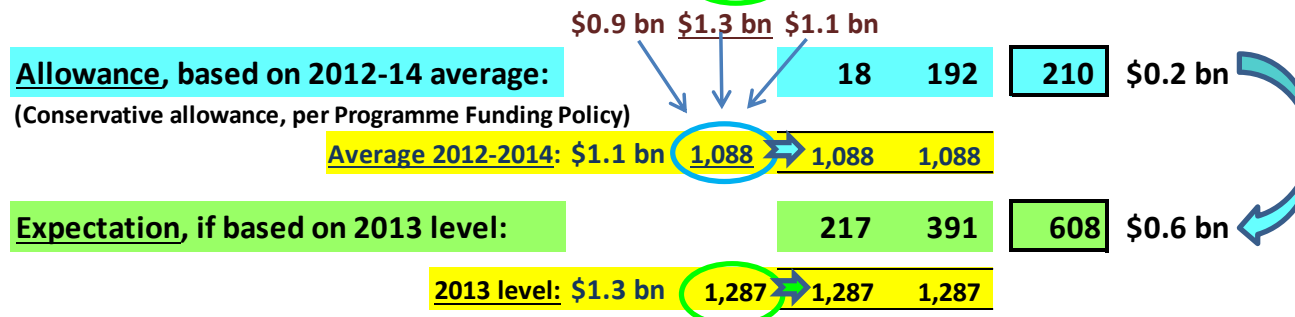 $0.9 bn $1.3 bn $1.1 bn
Allowance, based on 2012-14 average: 18 192 210 $0.2 bn
(Conservative allowance, per Programme Funding Policy)
Average 2012-2014: $1.1 bn 1,088 1,088 1,088
Expectation, if based on 2013 level: 217 391 608 $0.6 bn
2013 level: $1.3 bn 1,287 1,287 1,287